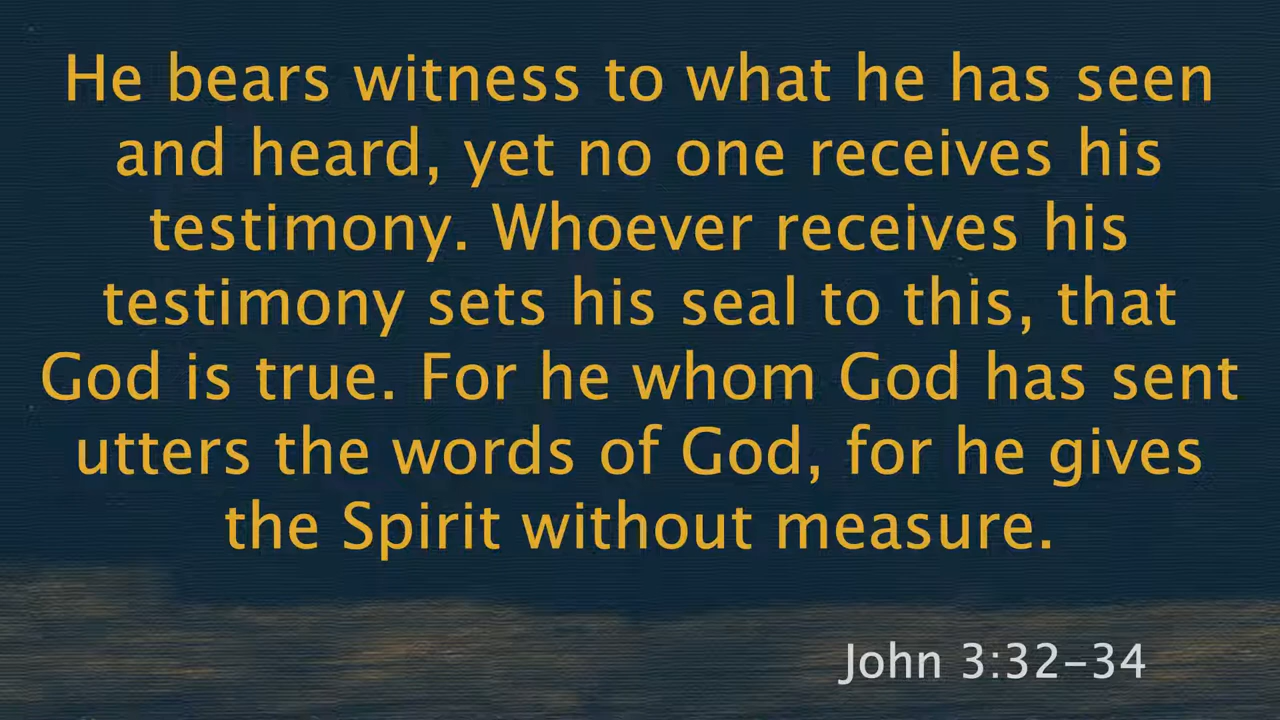 He bears witness to what he has seen
and heard, yet no one receives his
testimony. Whoever receives his
testimony sets his seal to this, that
God is true. For he whom God has sent
utters the words of God, for he gives
the Spirit without measure.
John 3:32–34